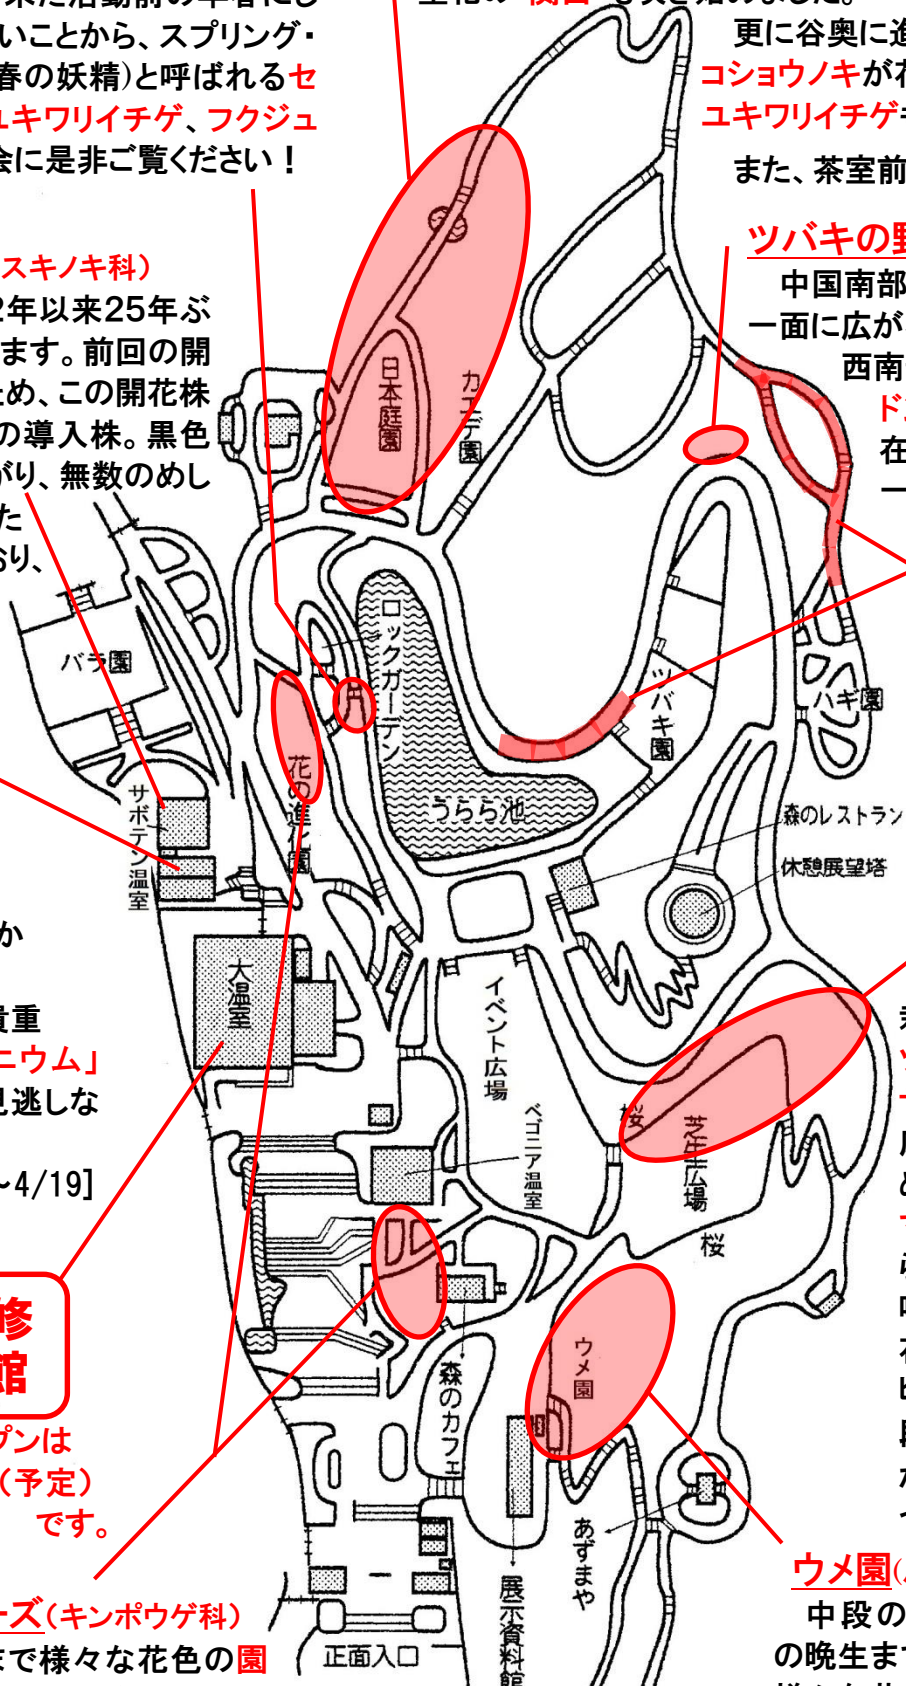 いことから、スプリング・
春の妖精)と呼ばれるセ
ユキワリイチゲ、フクジュ
会に是非ご覧ください！
更に谷奥に進
コショウノキが花
ユキワリイチゲ
また、茶室前
ツバキの野
中国南部
一面に広が
西南
スキノキ科）
2年以来25年ぶ
ます。前回の開
ため、この開花株
の導入株。黒色
がり、無数のめし
た
おり、
日本庭園
カエデ園
バラ園
ロックガーデン
ツバキ園
ハギ園
花の進化園
うらら池
サボテン温室
森のレストラン
休憩展望塔
大温室
イベント広場
か
貴重
ニウム」
見逃しな
～4/19]
ベゴニア温室
桜
芝生広場
桜
修
館
プンは
（予定）
です。
ウメ園
森のカフェ
あずまや
展示資料館
正面入口
ーズ(キンポウゲ科)
まで様々な花色の園
ウメ園
中段の
の晩生まで